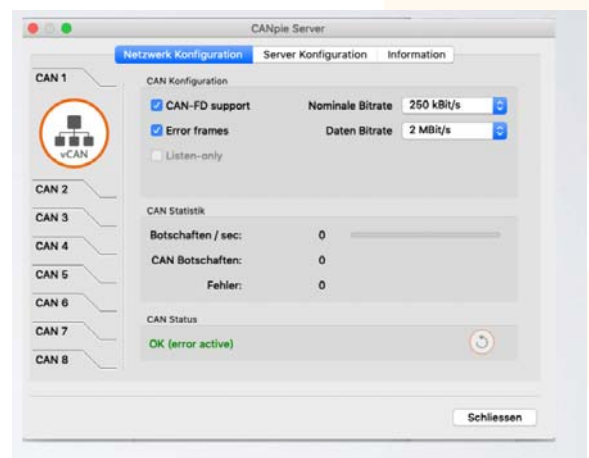 CANpie Server
Netzwerk Konfiguration Server Konfiguration Information
CAN 1
vCAN
CAN 2
CAN 3
CAN 4
CAN 5
CAN 6
CAN 7
CAN 8
CAN Konfiguration
CAN-FD support Nominale Bitrate 250 kBit/s
Error frames Daten Bitrate 2 MBit/s
Listen-only
CAN Statistik
Botschaften / sec: 0
CAN Botschaften: 0
Fehler: 0
CAN Status
OK (error active)
Schliessen